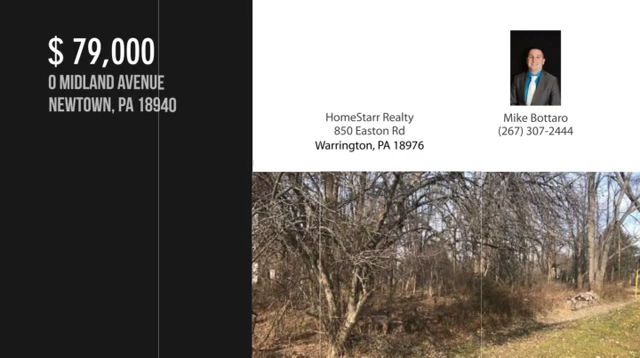 $ 79,000
0 MIDLAND AVENUE
NEWTOWN, PA 18940
HomeStarr Realty
850 Easton Rd
Warrington, PA 18976
Mike Bottaro
(267) 307-2444